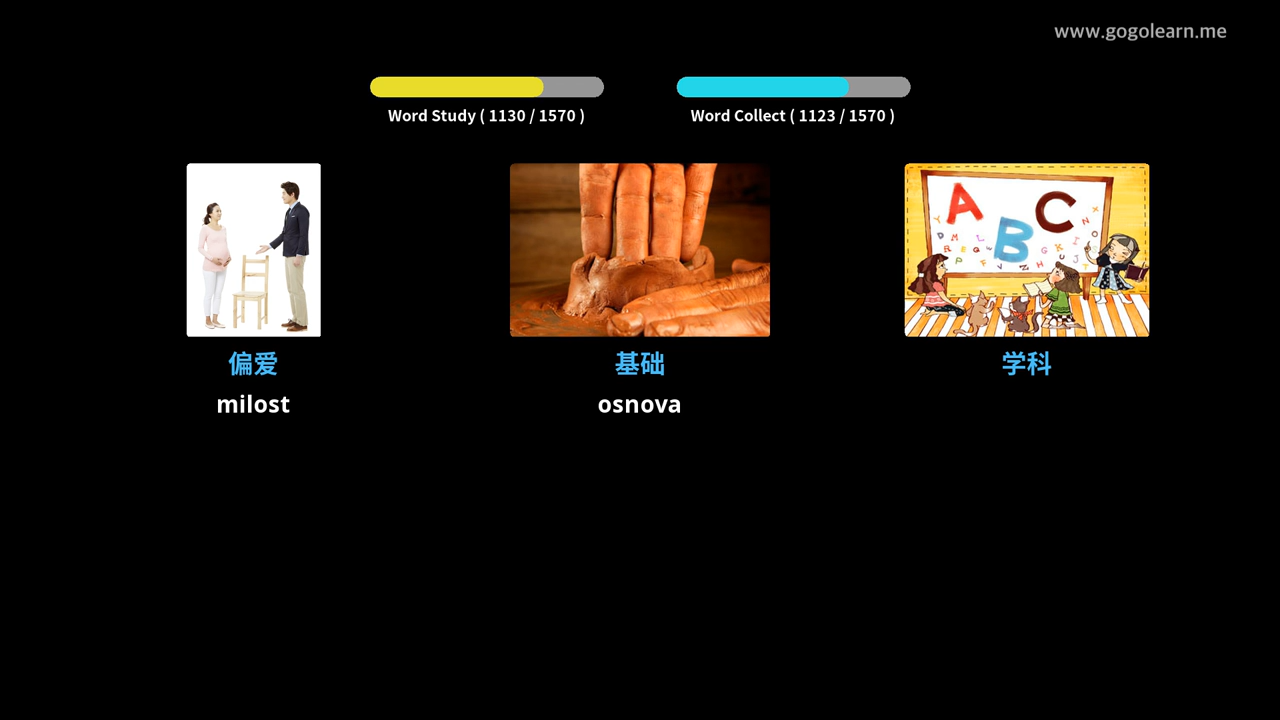 www.gogolearn.me
Word Study ( 1130 / 1570 )
Word Collect ( 1123 / 1570 )
A B C
偏爱
基础
学科
milost
osnova